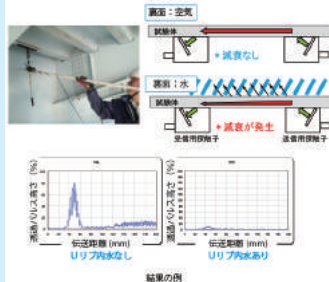 裏面：空気
試験体
＊減衰なし
裏面：水
試験体
＊減衰が発生
受信用探触子
送信用探触子
透過パルス高さ (%)
伝送距離 (mm)
Uリブ内水なし
透過パルス高さ (%)
伝送距離 (mm)
Uリブ内水あり
結果の例